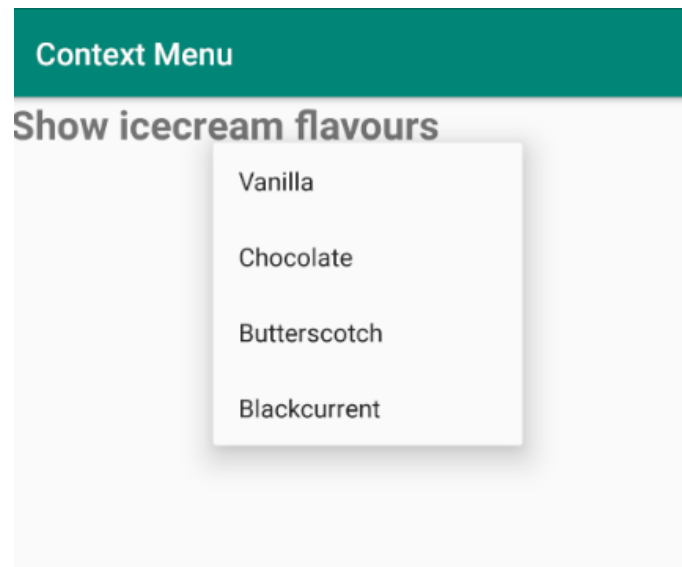 Context Menu
Show icecream flavours
Vanilla
Chocolate
Butterscotch
Blackcurrent